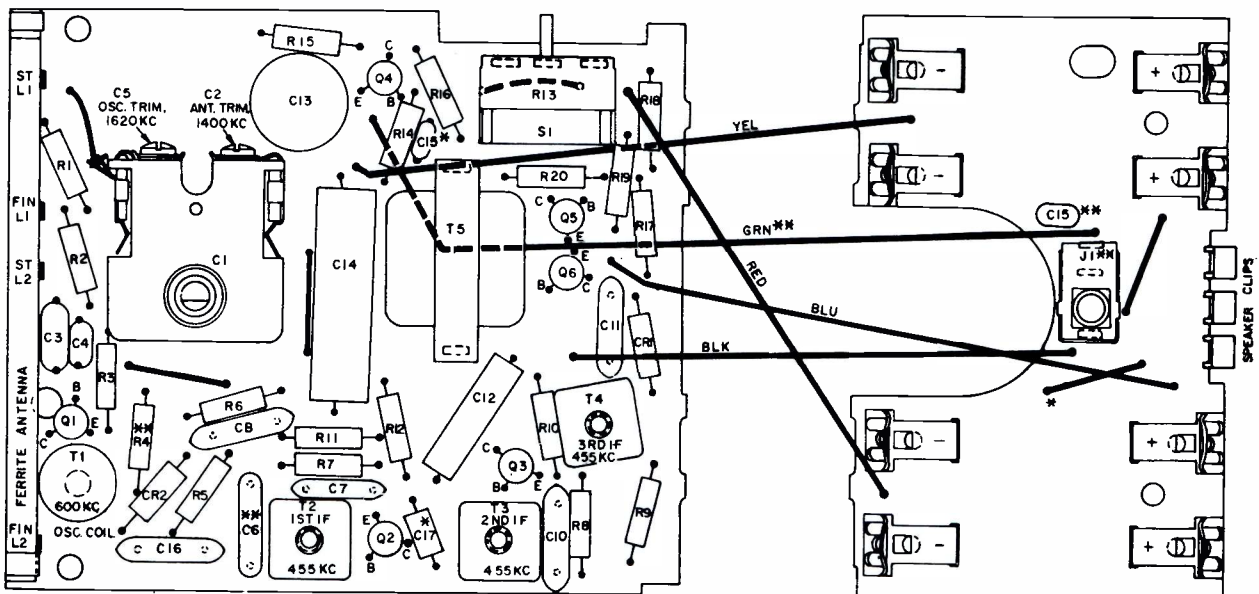 R15
ST
L1
C5
OSC. TRIM.
1620KC
C2
ANT. TRIM.
1400KC
C13
C
Q4
E
B
R16
R14
C15*
R13
S1
R18
YEL
-
+
R1
R20
R19
-
+
FIN
L1
R2
ST
L2
C1
C14
T5
C
Q5
B
E
E
Q6
B
C
R17
GRN**
C15**
J1**
RED
BLU
BLK
*
SPEAKER CLIPS
C3
C4
R3
C11
CR1
B
Q1
C
E
R4
**
R6
C8
R11
R12
R7
C12
R10
T4
3RD IF
455KC
T1
600KC
OSC. COIL
CR2
R5
C7
C
Q3
E
B
C6
**
T2
1ST IF
455KC
E
Q2
B
C
*
C17
T3
2ND IF
455KC
C10
R8
R9
C16
FERRITE ANTENNA
FIN
L2
-
+
-
+